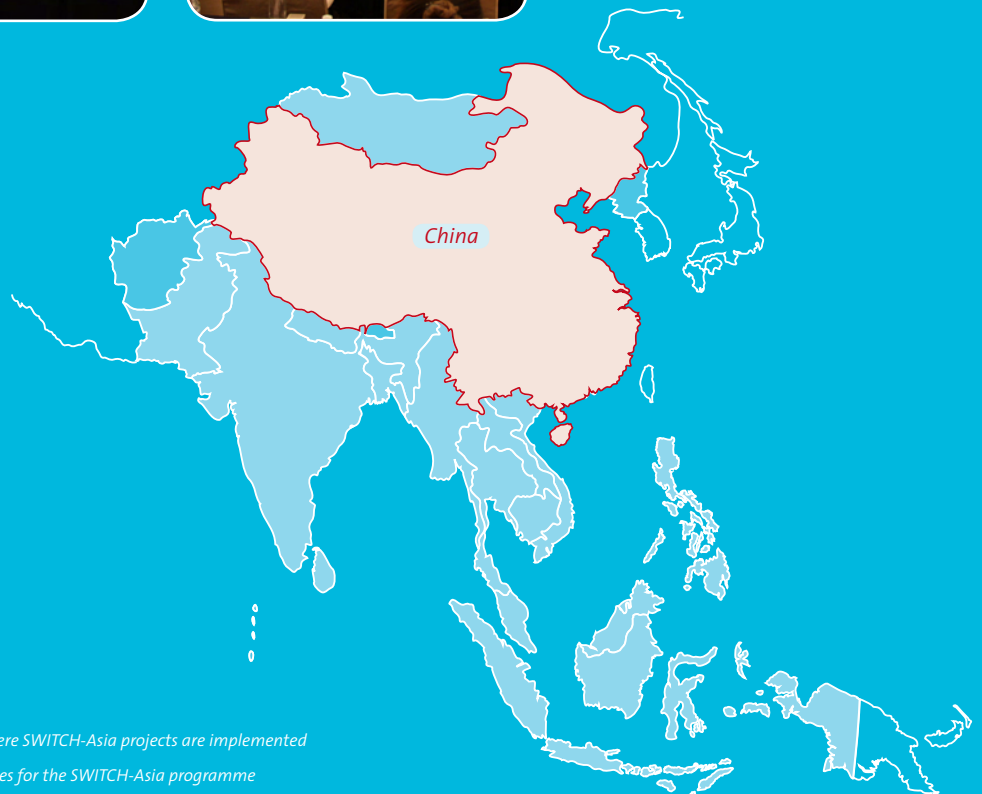 China
ere SWITCH-Asia projects are implemented
es for the SWITCH-Asia programme